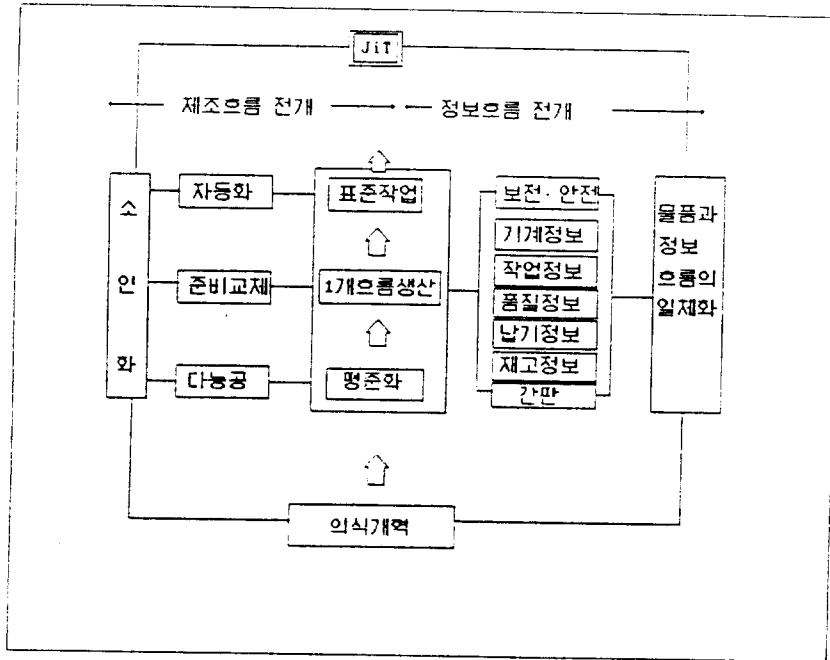 JiT
제조흐름 전개
정보흐름 전개
소
인
화
자동화
준비교체
다능공
표준작업
1개흐름생산
평준화
보전·안전
기계정보
작업정보
품질정보
납기정보
재고정보
간판
물품과
정보
흐름의
일체화
의식개혁